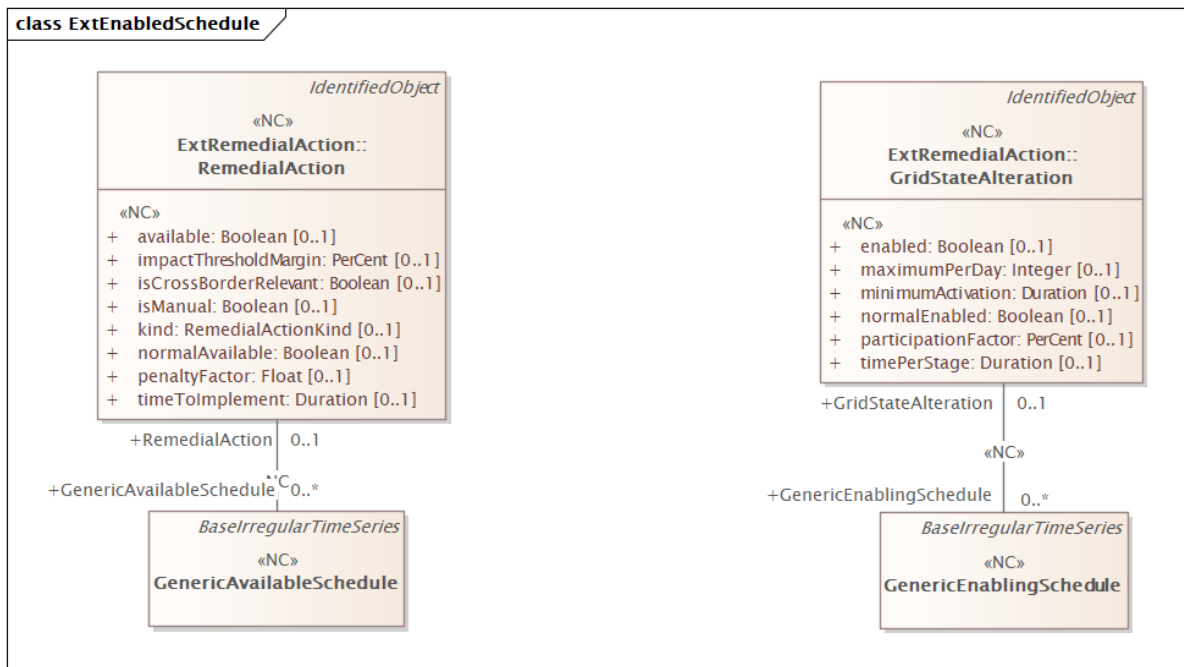 class ExtEnabledSchedule
IdentifiedObject
«NC»
ExtRemedialAction::
RemedialAction
«NC»
+ available: Boolean [0..1]
+ impactThresholdMargin: PerCent [0..1]
+ isCrossBorderRelevant: Boolean [0..1]
+ isManual: Boolean [0..1]
+ kind: RemedialActionKind [0..1]
+ normalAvailable: Boolean [0..1]
+ penaltyFactor: Float [0..1]
+ timeToImplement: Duration [0..1]
+RemedialAction 0..1
«NC»
+GenericAvailableSchedule 0..*
BaseIrregularTimeSeries
«NC»
GenericAvailableSchedule
IdentifiedObject
«NC»
ExtRemedialAction::
GridStateAlteration
«NC»
+ enabled: Boolean [0..1]
+ maximumPerDay: Integer [0..1]
+ minimumActivation: Duration [0..1]
+ normalEnabled: Boolean [0..1]
+ participationFactor: PerCent [0..1]
+ timePerStage: Duration [0..1]
+GridStateAlteration 0..1
«NC»
+GenericEnablingSchedule 0..*
BaseIrregularTimeSeries
«NC»
GenericEnablingSchedule